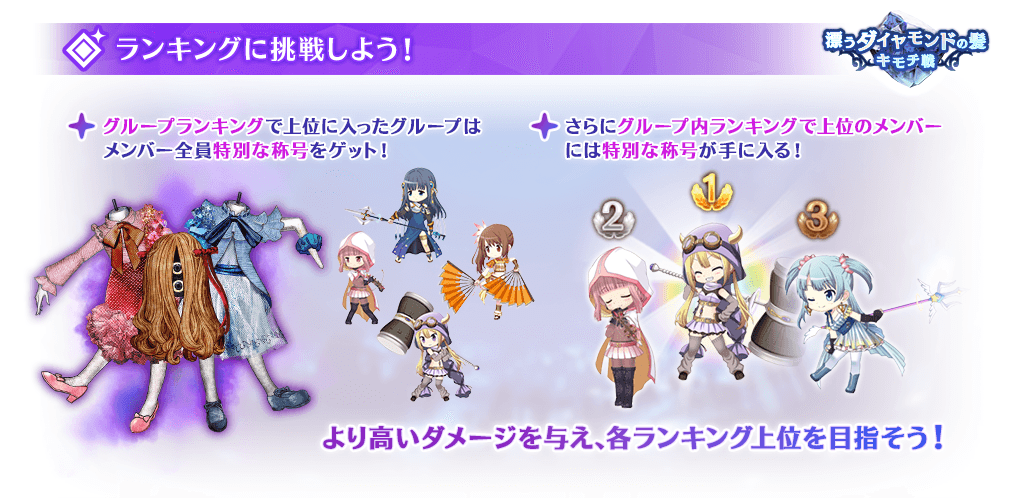 ランキングに挑戦しよう！
漂うダイヤモンドの髪
キモチ戦
グループランキングで上位に入ったグループは
メンバー全員特別な称号をゲット！
さらにグループ内ランキングで上位のメンバー
には特別な称号が手に入る！
1
2
3
より高いダメージを与え、各ランキング上位を目指そう！